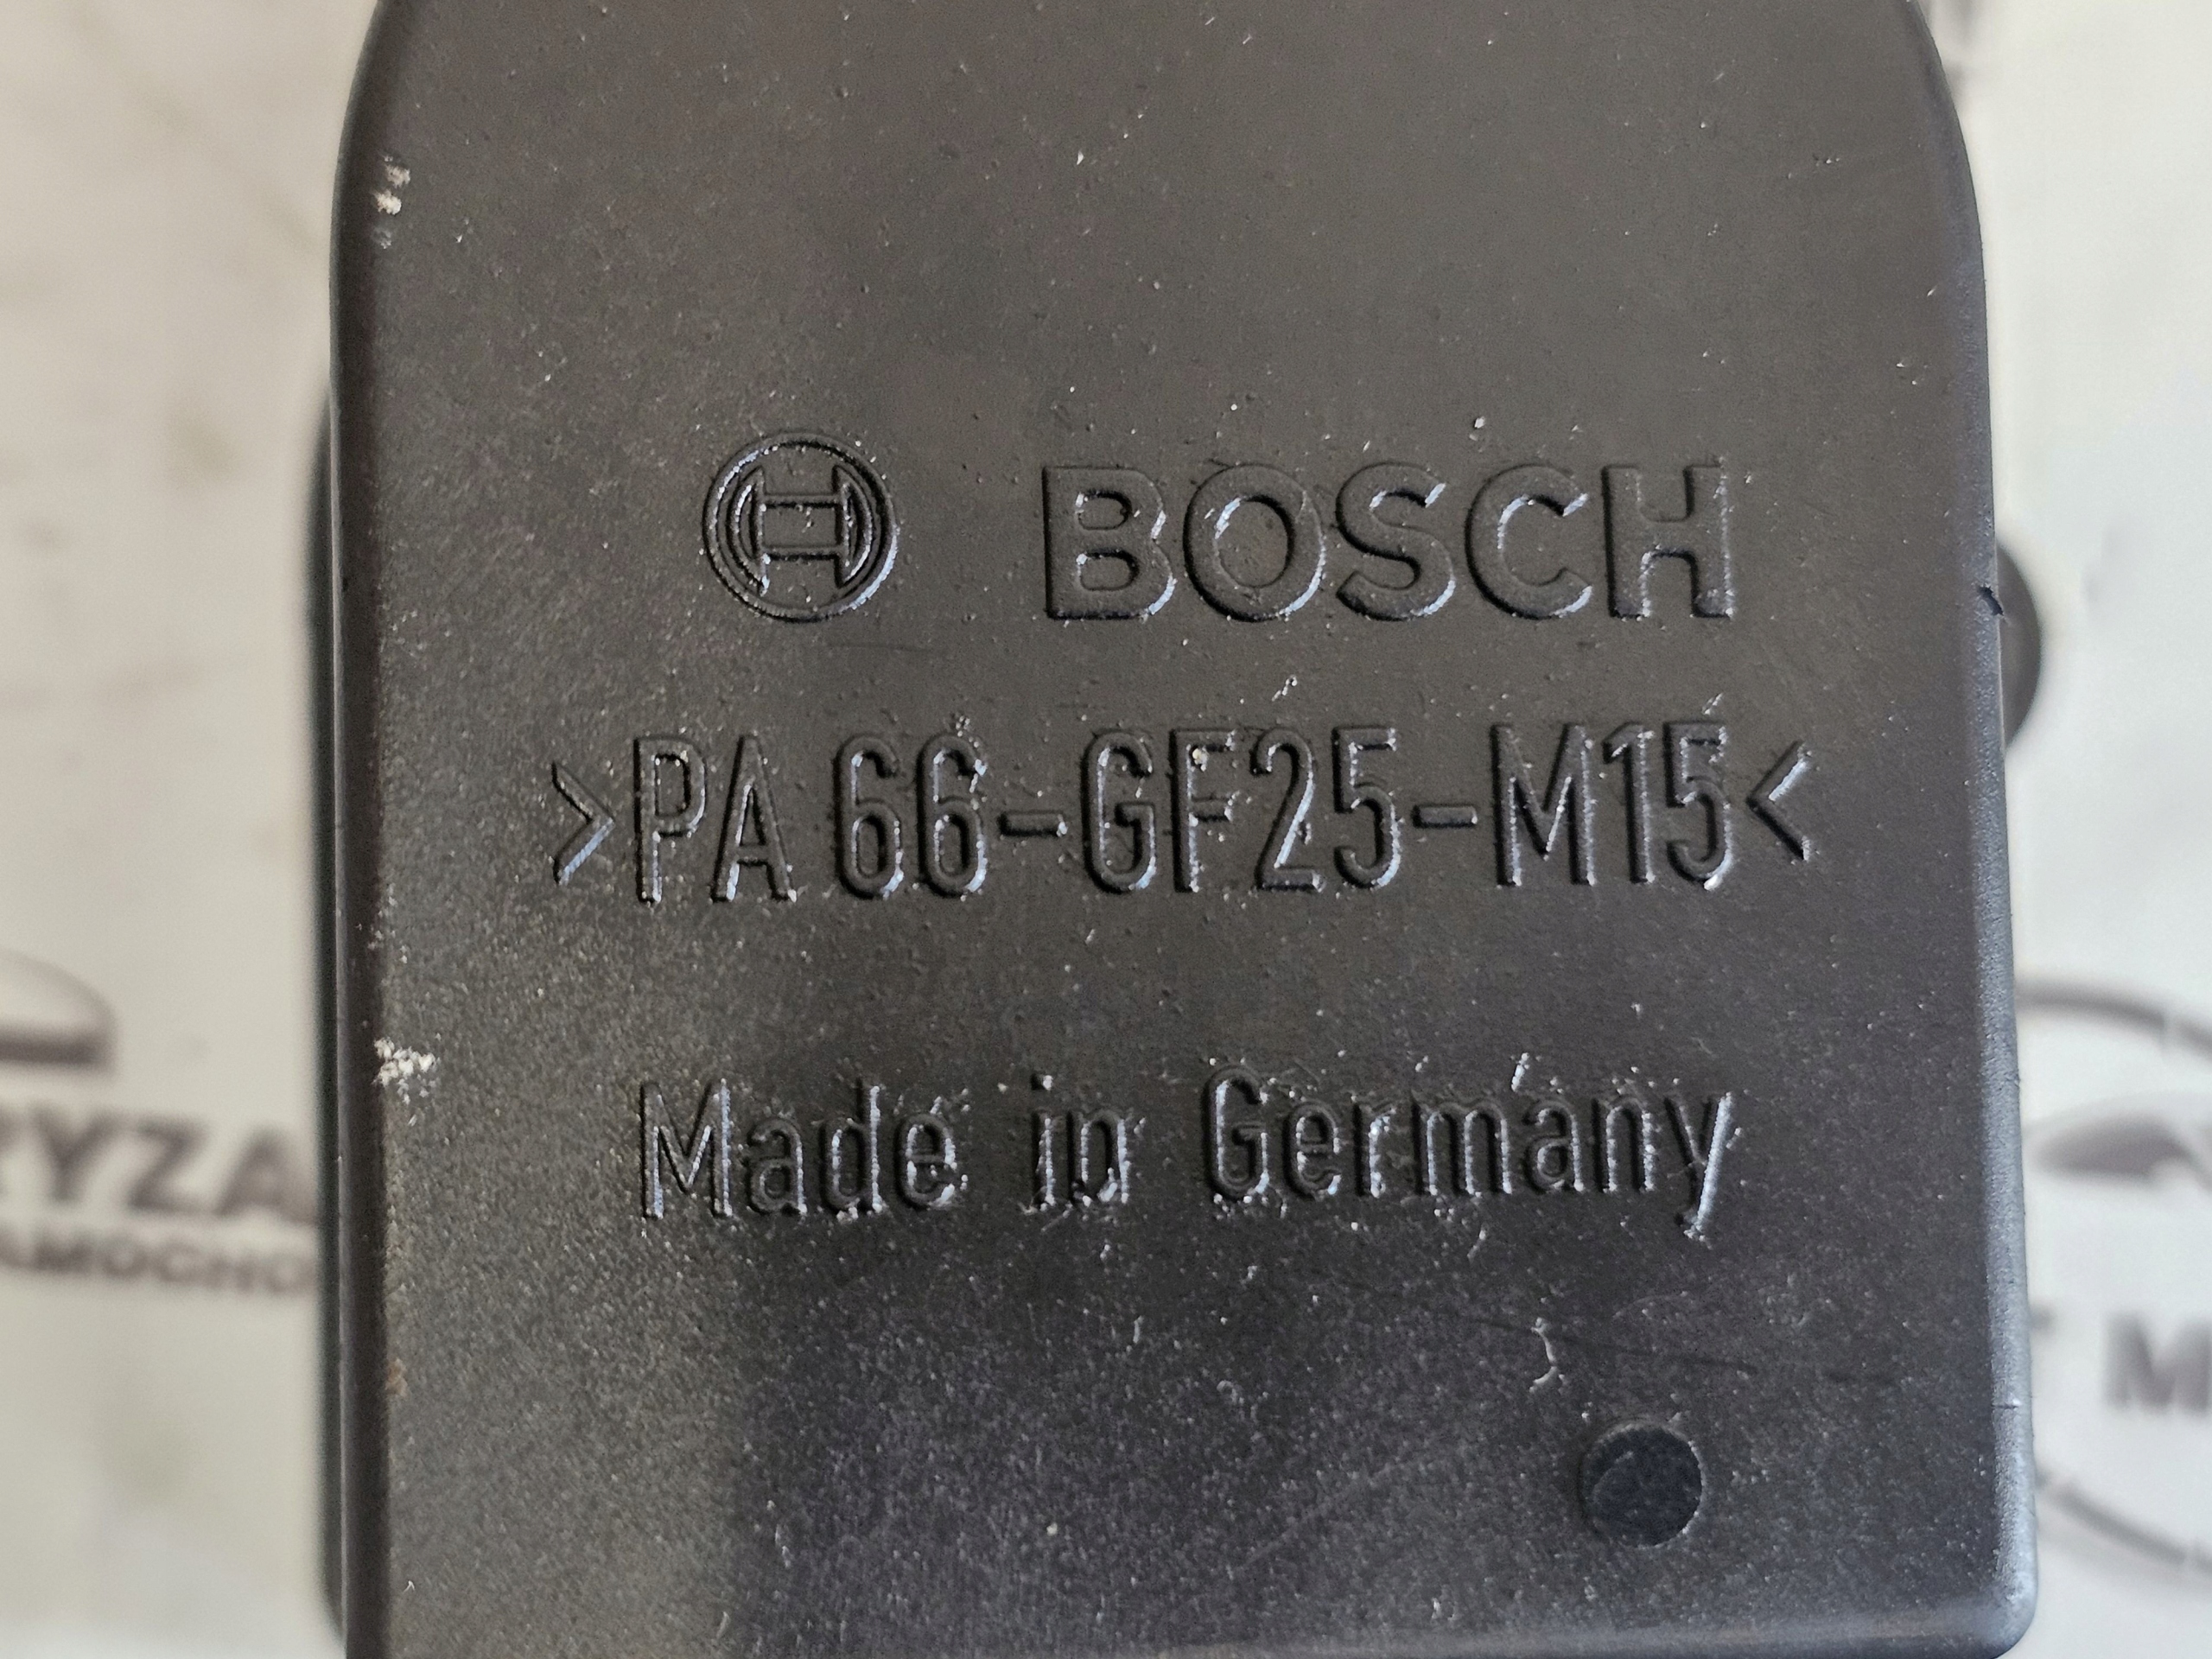 BOSCH
>PA 66-GF25-M15<
Made in Germany